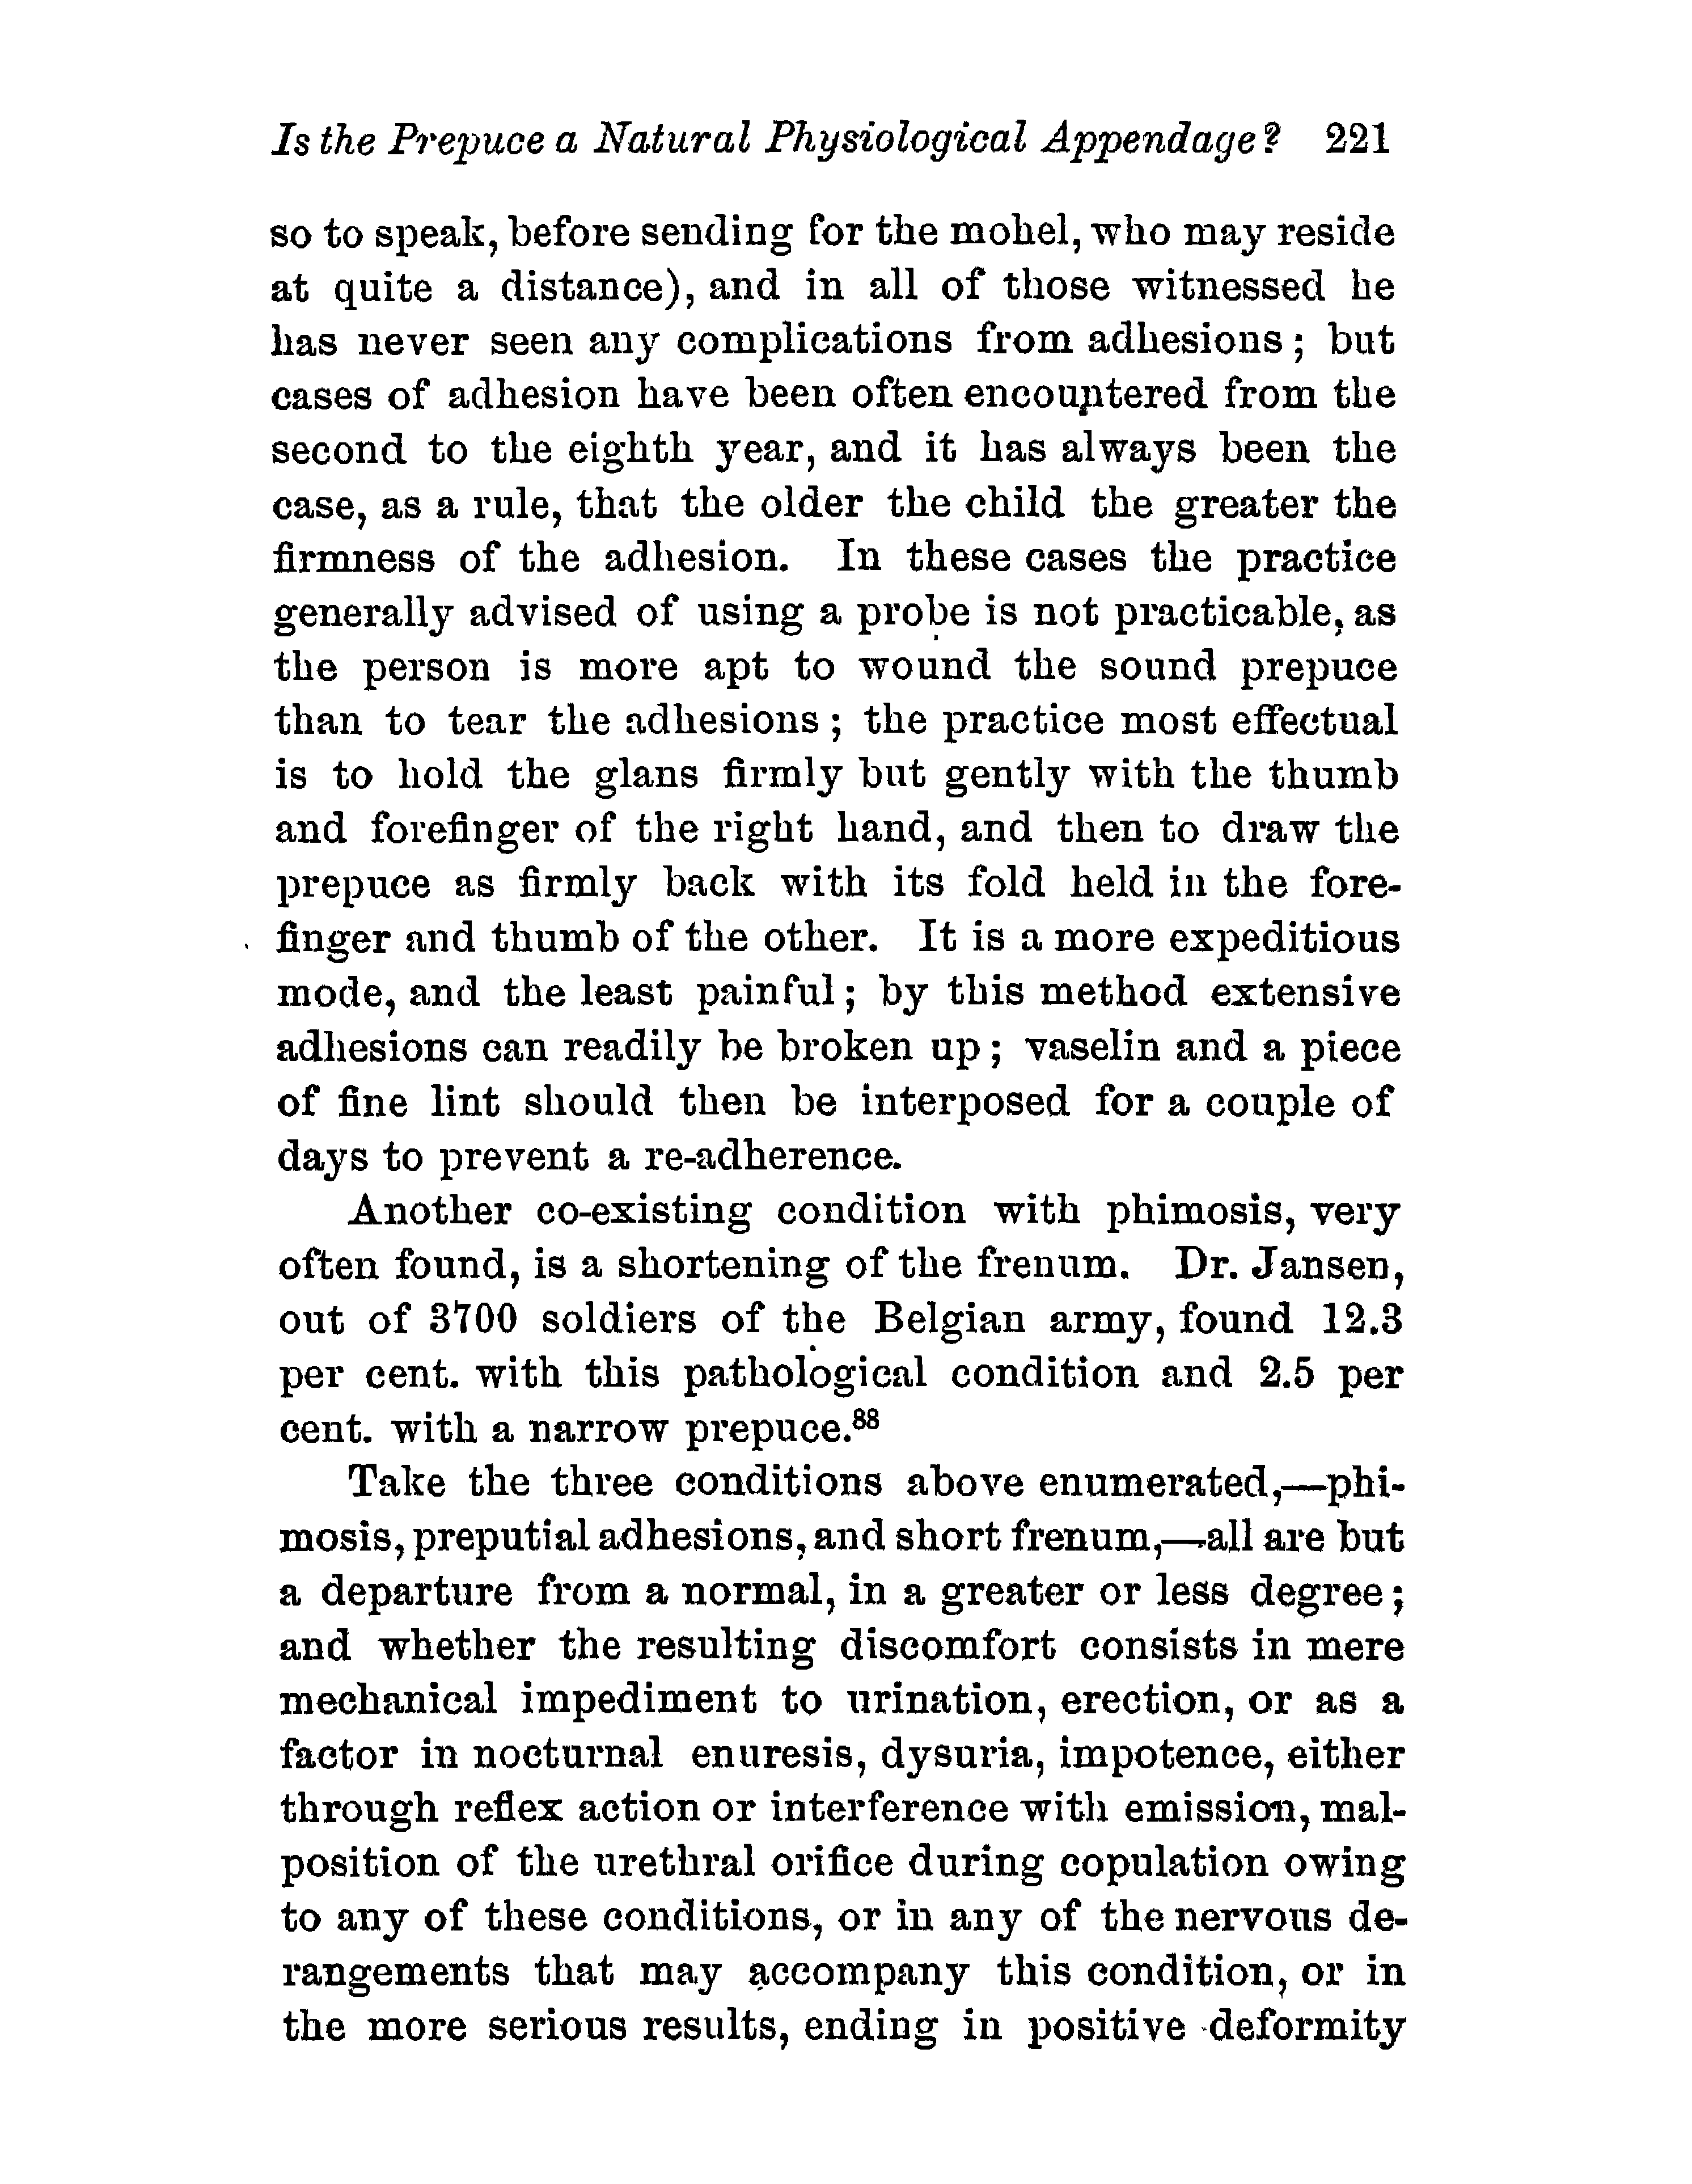 Is the Prepuce a Natural Physiological Appendage? 221
so to speak, before sending for the mohel, who may reside
at quite a distance), and in all of those witnessed he
has never seen any complications from adhesions; but
cases of adhesion have been often encountered from the
second to the eighth year, and it has always been the
case, as a rule, that the older the child the greater the
firmness of the adhesion. In these cases the practice
generally advised of using a probe is not practicable, as
the person is more apt to wound the sound prepuce
than to tear the adhesions; the practice most effectual
is to hold the glans firmly but gently with the thumb
and forefinger of the right hand, and then to draw the
prepuce as firmly back with its fold held in the fore-
finger and thumb of the other. It is a more expeditious
mode, and the least painful; by this method extensive
adhesions can readily be broken up; vaselin and a piece
of fine lint should then be interposed for a couple of
days to prevent a re-adherence.
Another co-existing condition with phimosis, very
often found, is a shortening of the frenum. Dr. Jansen,
out of 3700 soldiers of the Belgian army, found 12.3
per cent. with this pathological condition and 2.5 per
cent. with a narrow prepuce.⁸⁸
Take the three conditions above enumerated,—phi-
mosis, preputial adhesions, and short frenum,—all are but
a departure from a normal, in a greater or less degree;
and whether the resulting discomfort consists in mere
mechanical impediment to urination, erection, or as a
factor in nocturnal enuresis, dysuria, impotence, either
through reflex action or interference with emission, mal-
position of the urethral orifice during copulation owing
to any of these conditions, or in any of the nervous de-
rangements that may accompany this condition, or in
the more serious results, ending in positive deformity